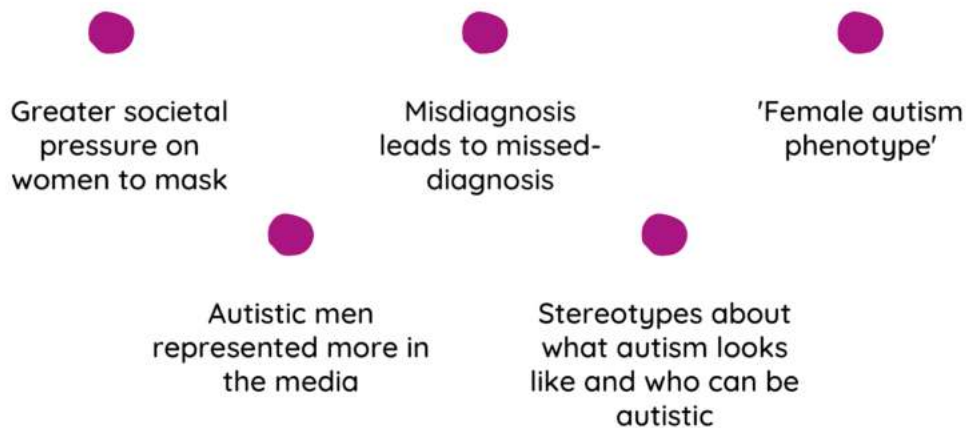 Greater societal
pressure on
women to mask
Misdiagnosis
leads to missed-
diagnosis
'Female autism
phenotype'
Autistic men
represented more in
the media
Stereotypes about
what autism looks
like and who can be
autistic